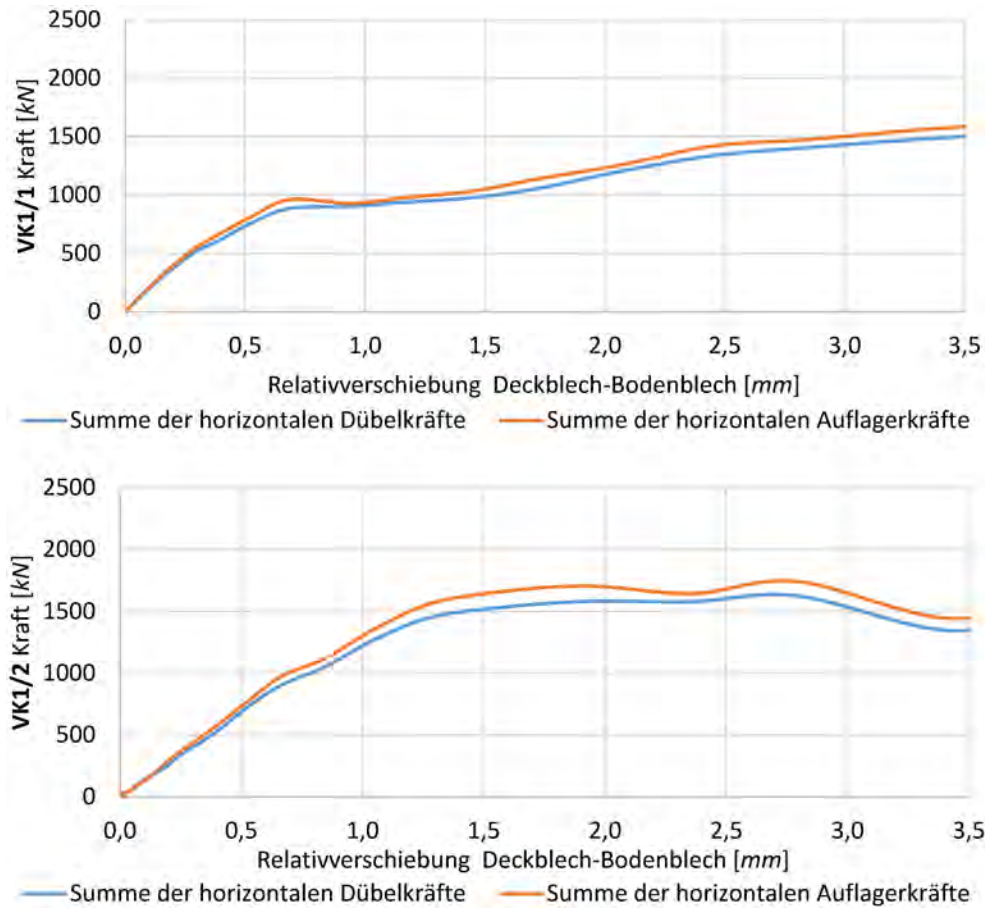 2500
2000
1500
1000
500
0
VK1/1 Kraft [kN]
0,0 0,5 1,0 1,5 2,0 2,5 3,0 3,5
Relativverschiebung Deckblech-Bodenblech [mm]
Summe der horizontalen Dübelkräfte Summe der horizontalen Auflagerkräfte
2500
2000
1500
1000
500
0
VK1/2 Kraft [kN]
0,0 0,5 1,0 1,5 2,0 2,5 3,0 3,5
Relativverschiebung Deckblech-Bodenblech [mm]
Summe der horizontalen Dübelkräfte Summe der horizontalen Auflagerkräfte